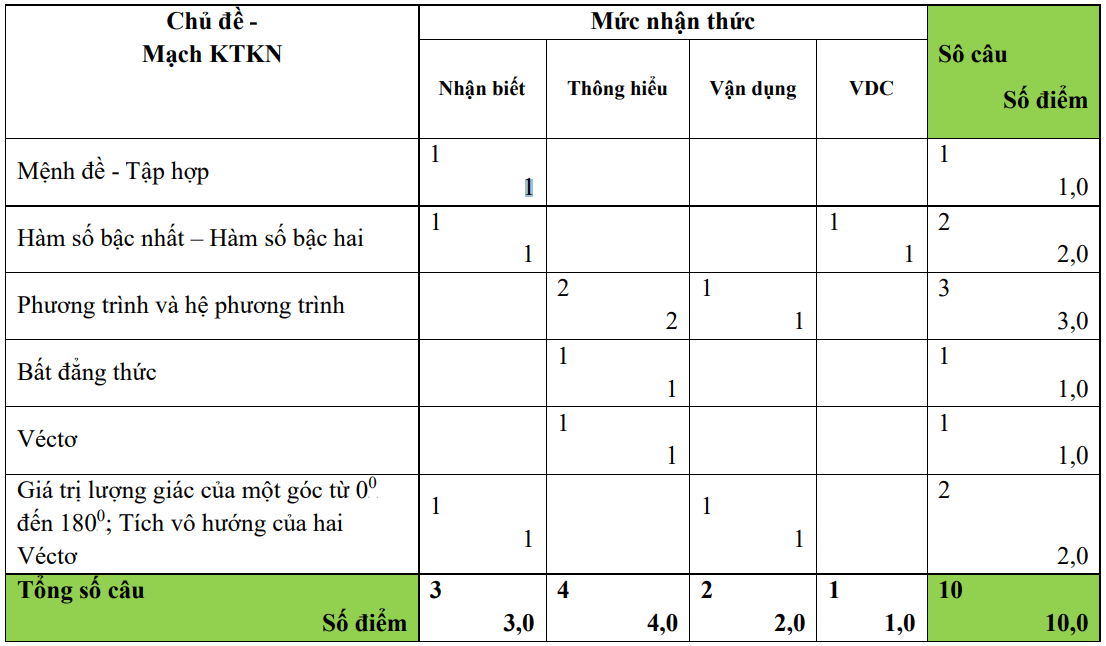 Chủ đề -
Mạch KTKN
Mức nhận thức
Sô câu
Số điểm
Nhận biết
Thông hiểu
Vận dụng
VDC
Mệnh đề - Tập hợp
1
1
1
1,0
Hàm số bậc nhất – Hàm số bậc hai
1
1
1
1
2
2,0
Phương trình và hệ phương trình
2
2
1
1
3
3,0
Bất đẳng thức
1
1
1
1,0
Véctơ
1
1
1
1,0
Giá trị lượng giác của một góc từ 0⁰
đến 180⁰; Tích vô hướng của hai
Véctơ
1
1
1
1
2
2,0
Tổng số câu
Số điểm
3
3,0
4
4,0
2
2,0
1
1,0
10
10,0